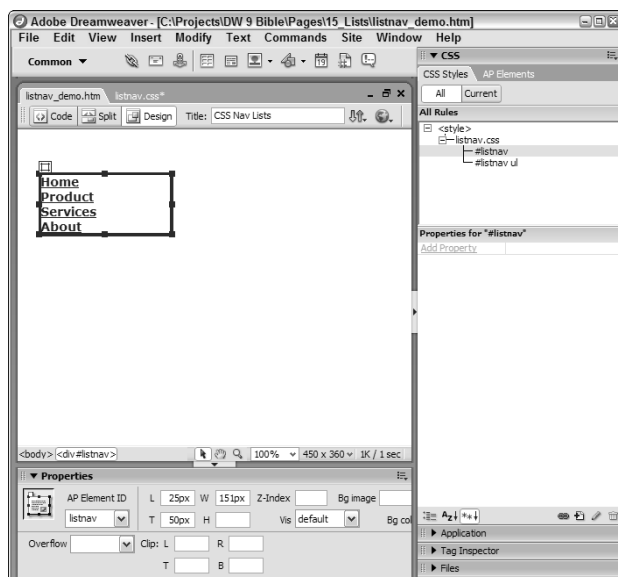 Adobe Dreamweaver - [C:\Projects\DW 9 Bible\Pages\15_Lists\listnav_demo.htm]
File Edit View Insert Modify Text Commands Site Window Help
Common
CSS
CSS Styles AP Elements
All Current
All Rules
<style>
listnav.css
#listnav
#listnav ul
Properties for "#listnav"
Add Property
listnav_demo.htm listnav.css*
Code Split Design Title: CSS Nav Lists
Home
Product
Services
About
<body> <div#listnav> 100% 450 x 360 1K / 1 sec
Properties
AP Element ID L 25px W 151px Z-Index Bg image
listnav T 50px H Vis default Bg col
Overflow Clip: L R
T B
Application
Tag Inspector
Files